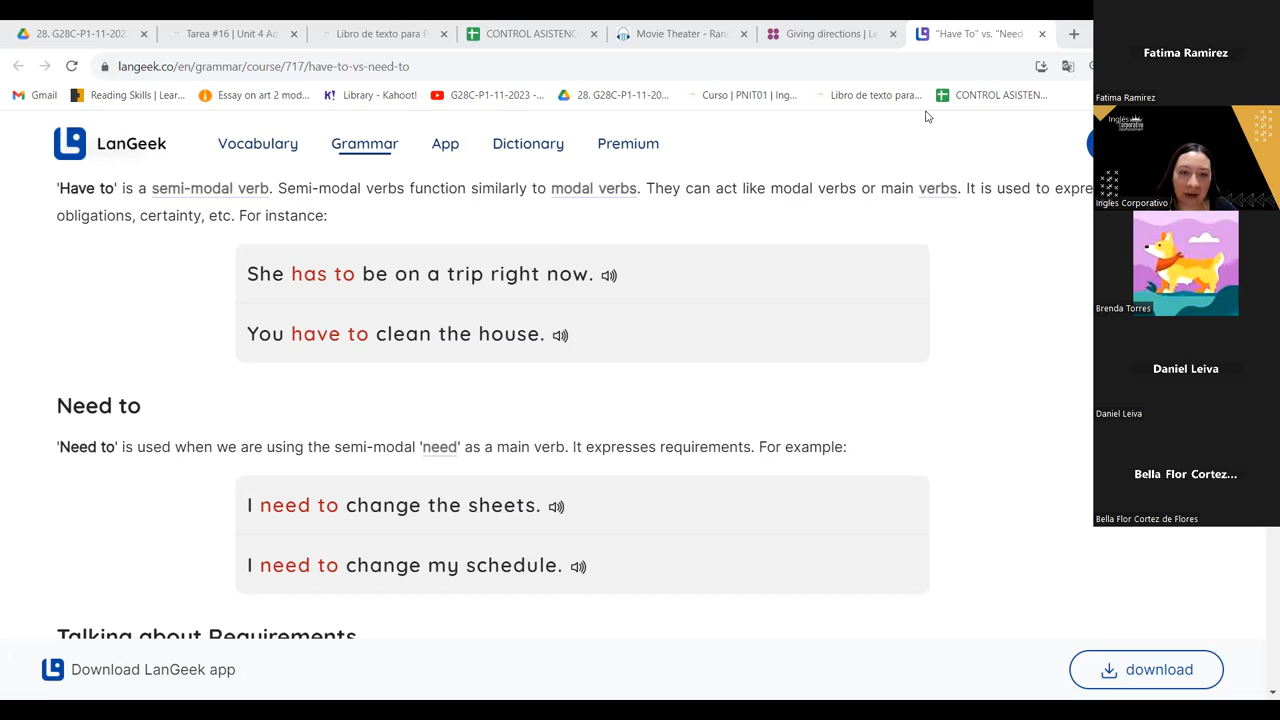 28. G28C-P1-11-202
Tarea #16 | Unit 4 Ad
Libro de texto para P
CONTROL ASISTENC
Movie Theater - Ran
Giving directions | Le
"Have To" vs. "Need
langeek.co/en/grammar/course/717/have-to-vs-need-to
Gmail
Reading Skills | Lear...
Essay on art 2 mod...
Library - Kahoot!
G28C-P1-11-2023 -...
28. G28C-P1-11-20...
Curso | PNIT01 | Ing...
Libro de texto para...
CONTROL ASISTEN...
LanGeek
Vocabulary
Grammar
App
Dictionary
Premium
'Have to' is a semi-modal verb. Semi-modal verbs function similarly to modal verbs. They can act like modal verbs or main verbs. It is used to expre
obligations, certainty, etc. For instance:
She has to be on a trip right now.
You have to clean the house.
Need to
'Need to' is used when we are using the semi-modal 'need' as a main verb. It expresses requirements. For example:
I need to change the sheets.
I need to change my schedule.
Talking about Requirements
Download LanGeek app
download
Fatima Ramirez
Fatima Ramirez
Inglés
Corporativo
Ingles Corporativo
Brenda Torres
Daniel Leiva
Daniel Leiva
Bella Flor Cortez...
Bella Flor Cortez de Flores